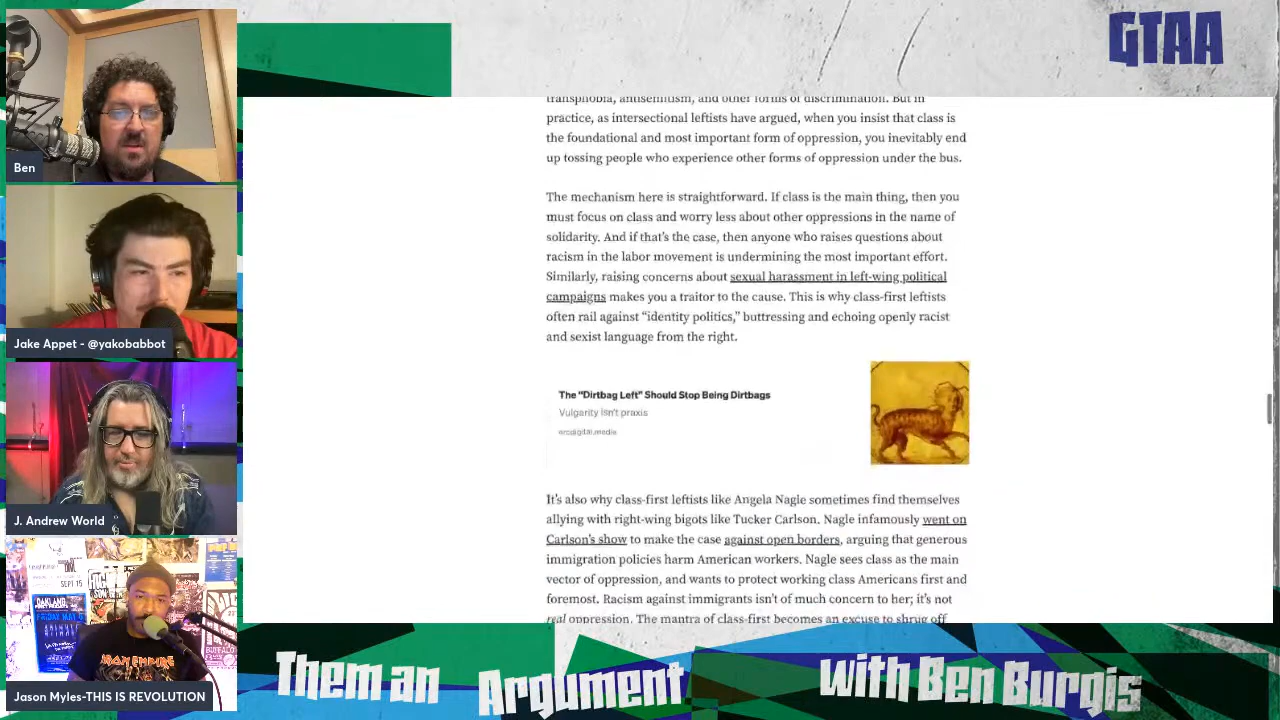 GTAA
Ben
Jake Appet - @yakobabbot
J. Andrew World
SEPT 15
OAKLAND
FRIDAY MAY 6
IRON EMPIRE
BUFFALO
Jason Myles-THIS IS REVOLUTION
transphobia, antisemitism, and other forms of discrimination. But in
practice, as intersectional leftists have argued, when you insist that class is
the foundational and most important form of oppression, you inevitably end
up tossing people who experience other forms of oppression under the bus.
The mechanism here is straightforward. If class is the main thing, then you
must focus on class and worry less about other oppressions in the name of
solidarity. And if that's the case, then anyone who raises questions about
racism in the labor movement is undermining the most important effort.
Similarly, raising concerns about sexual harassment in left-wing political
campaigns makes you a traitor to the cause. This is why class-first leftists
often rail against “identity politics,” buttressing and echoing openly racist
and sexist language from the right.
The "Dirtbag Left" Should Stop Being Dirtbags
Vulgarity isn't praxis
arcdigital.media
It's also why class-first leftists like Angela Nagle sometimes find themselves
allying with right-wing bigots like Tucker Carlson. Nagle infamously went on
Carlson's show to make the case against open borders, arguing that generous
immigration policies harm American workers. Nagle sees class as the main
vector of oppression, and wants to protect working class Americans first and
foremost. Racism against immigrants isn't of much concern to her; it's not
real oppression. The mantra of class-first becomes an excuse to shrug off
Them an Argument with Ben Burgis